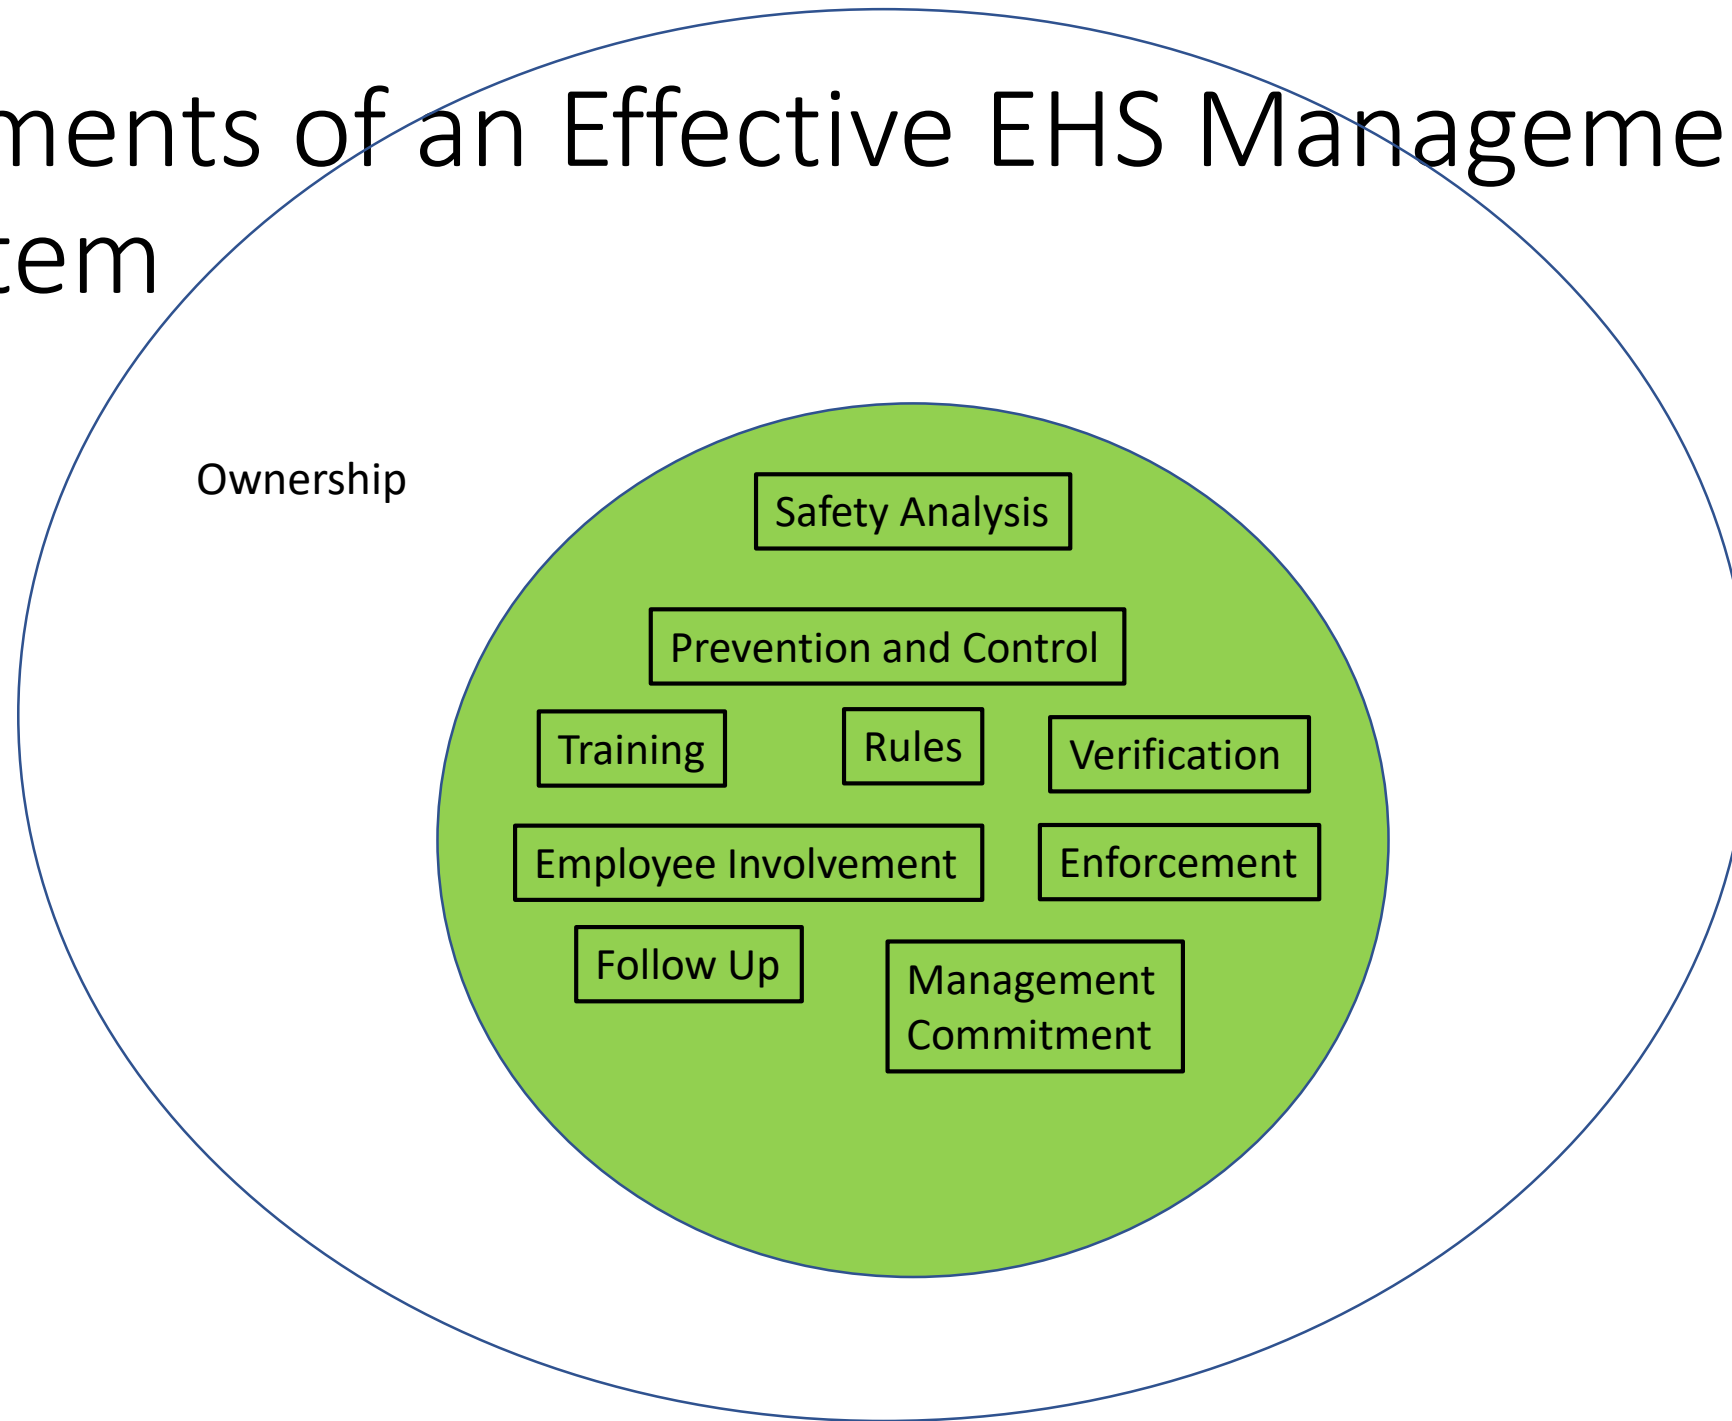 ments of an Effective EHS Manageme
tem
Ownership
Safety Analysis
Prevention and Control
Training
Rules
Verification
Employee Involvement
Enforcement
Follow Up
Management
Commitment